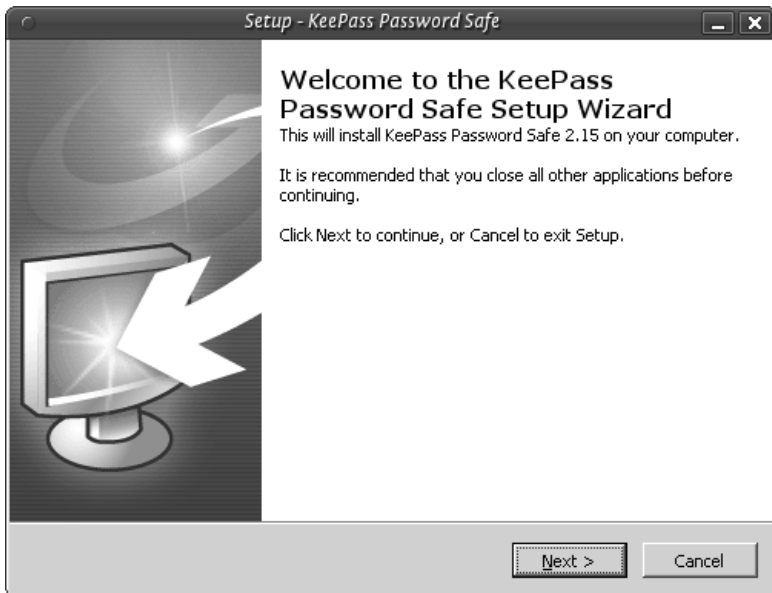 Setup - KeePass Password Safe
Welcome to the KeePass
Password Safe Setup Wizard
This will install KeePass Password Safe 2.15 on your computer.
It is recommended that you close all other applications before
continuing.
Click Next to continue, or Cancel to exit Setup.
Next >
Cancel